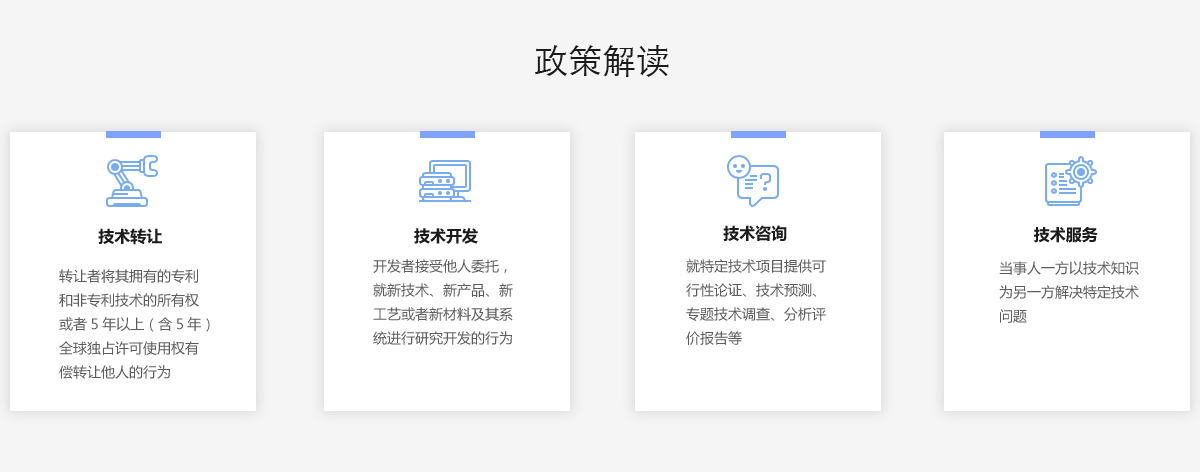 政策解读
技术转让
转让者将其拥有的专利
和非专利技术的所有权
或者 5 年以上（含 5 年）
全球独占许可使用权有
偿转让他人的行为
技术开发
开发者接受他人委托，
就新技术、新产品、新
工艺或者新材料及其系
统进行研究开发的行为
技术咨询
就特定技术项目提供可
行性论证、技术预测、
专题技术调查、分析评
价报告等
技术服务
当事人一方以技术知识
为另一方解决特定技术
问题